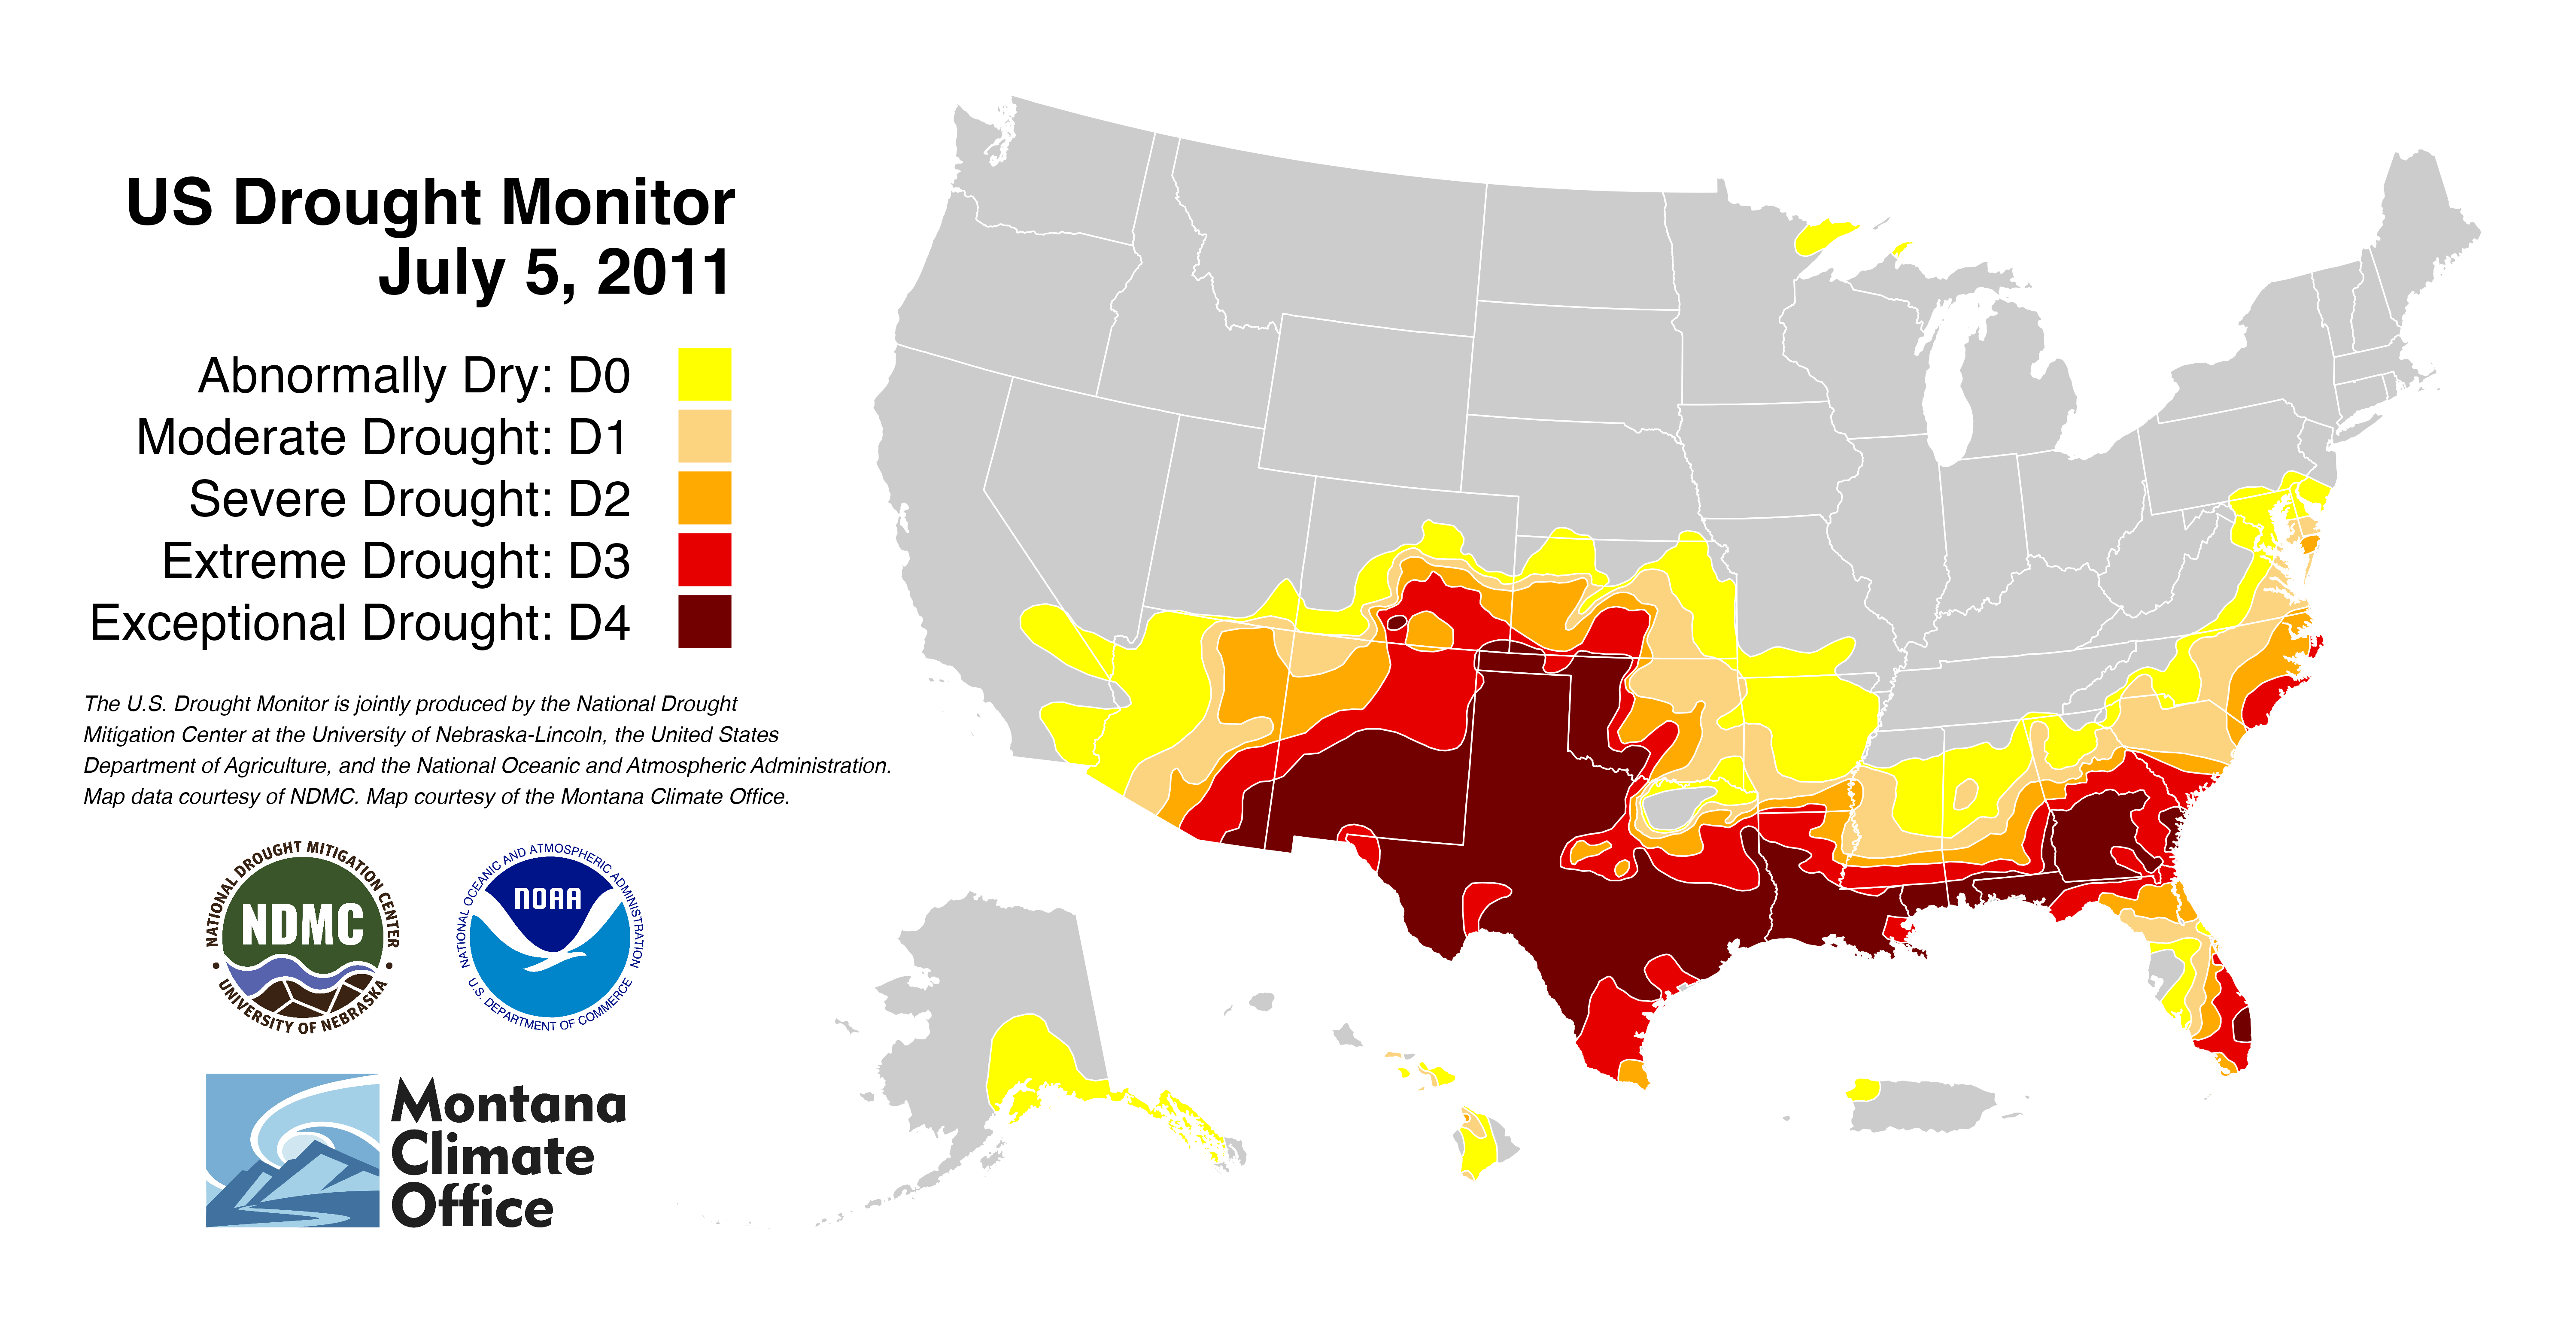 US Drought Monitor
July 5, 2011
Abnormally Dry: D0
Moderate Drought: D1
Severe Drought: D2
Extreme Drought: D3
Exceptional Drought: D4
The U.S. Drought Monitor is jointly produced by the National Drought
Mitigation Center at the University of Nebraska-Lincoln, the United States
Department of Agriculture, and the National Oceanic and Atmospheric Administration.
Map data courtesy of NDMC. Map courtesy of the Montana Climate Office.
NATIONAL DROUGHT MITIGATION CENTER
NDMC
• UNIVERSITY OF NEBRASKA •
NATIONAL OCEANIC AND ATMOSPHERIC ADMINISTRATION
NOAA
U.S. DEPARTMENT OF COMMERCE
Montana
Climate
Office